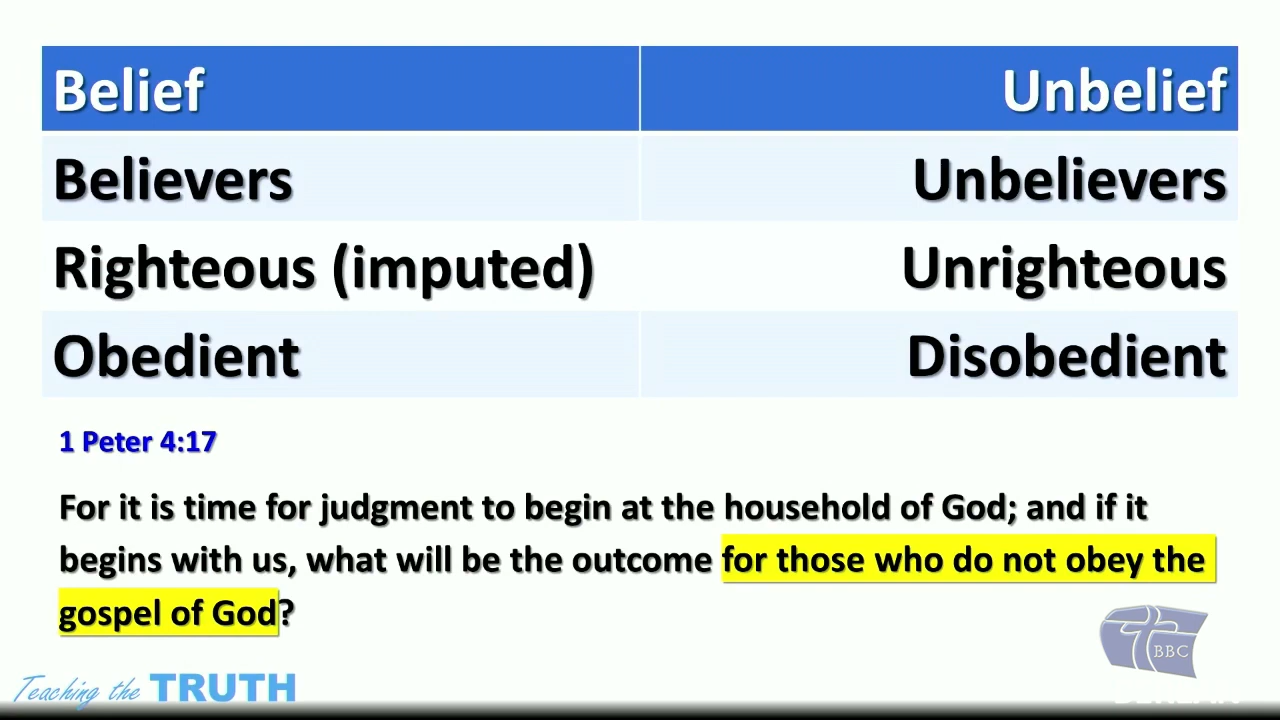 Belief Unbelief
Believers Unbelievers
Righteous (imputed) Unrighteous
Obedient Disobedient
1 Peter 4:17
For it is time for judgment to begin at the household of God; and if it
begins with us, what will be the outcome for those who do not obey the
gospel of God?
BBC
Teaching the TRUTH